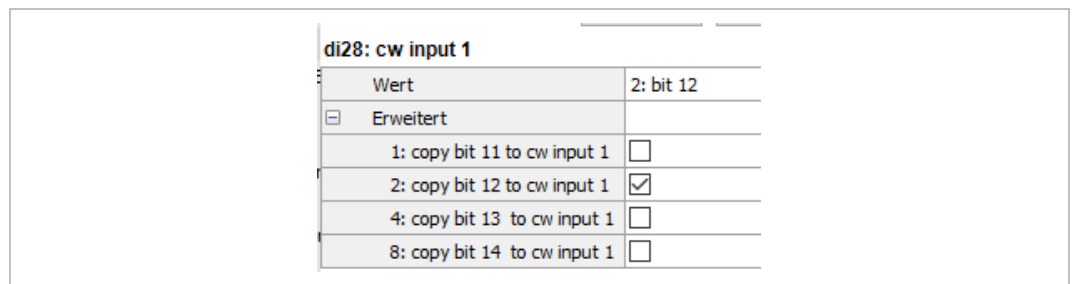 di28: cw input 1
Wert 2: bit 12
Erweitert
1: copy bit 11 to cw input 1
2: copy bit 12 to cw input 1
4: copy bit 13 to cw input 1
8: copy bit 14 to cw input 1